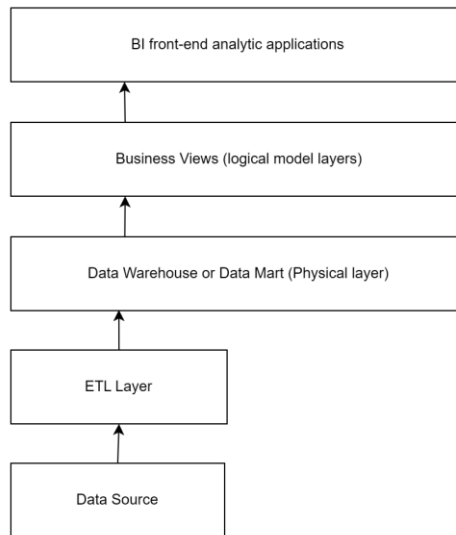 BI front-end analytic applications
Business Views (logical model layers)
Data Warehouse or Data Mart (Physical layer)
ETL Layer
Data Source